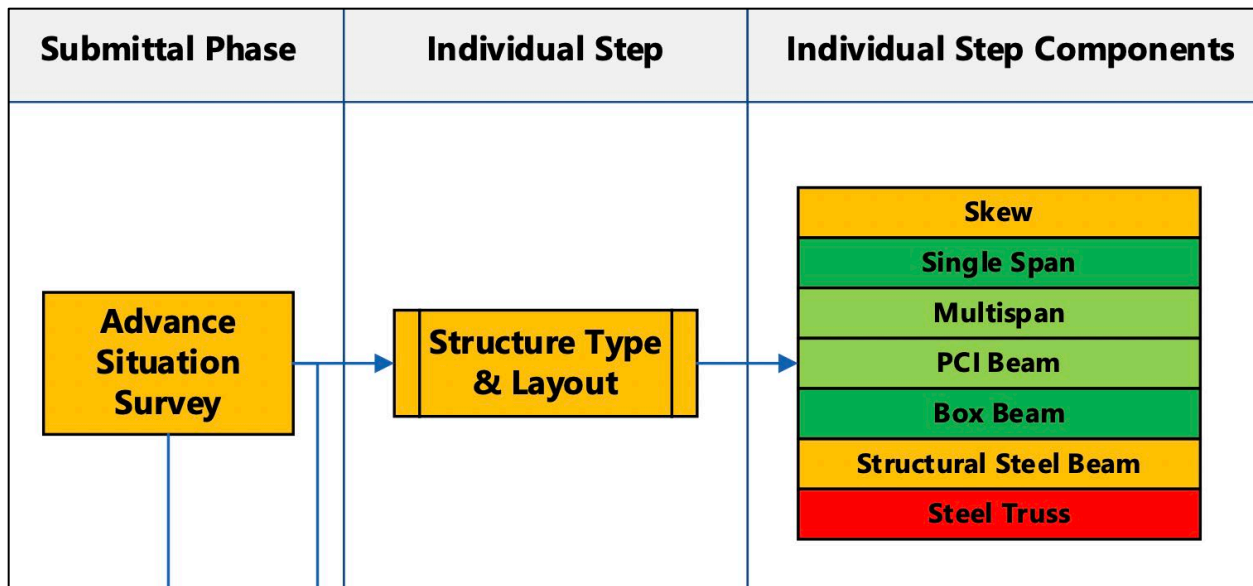 Submittal Phase
Individual Step
Individual Step Components
Advance
Situation
Survey
Structure Type
& Layout
Skew
Single Span
Multispan
PCI Beam
Box Beam
Structural Steel Beam
Steel Truss